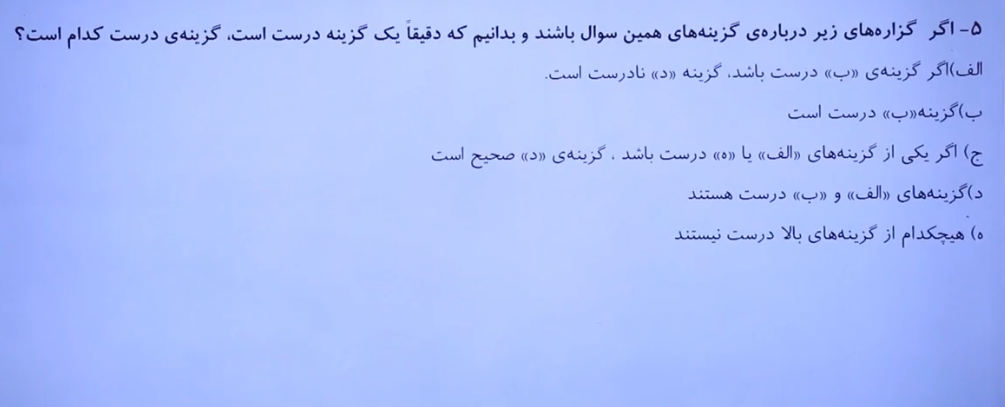 ۵- اگر گزاره‌های زیر درباره‌ی گزینه‌های همین سوال باشند و بدانیم که دقیقاً یک گزینه درست است، گزینه‌ی درست کدام است؟
الف)اگر گزینه‌ی «ب» درست باشد، گزینه «د» نادرست است.
ب)گزینه«ب» درست است
ج) اگر یکی از گزینه‌های «الف» یا «ه» درست باشد ، گزینه‌ی «د» صحیح است
د)گزینه‌های «الف» و «ب» درست هستند
ه) هیچکدام از گزینه‌های بالا درست نیستند